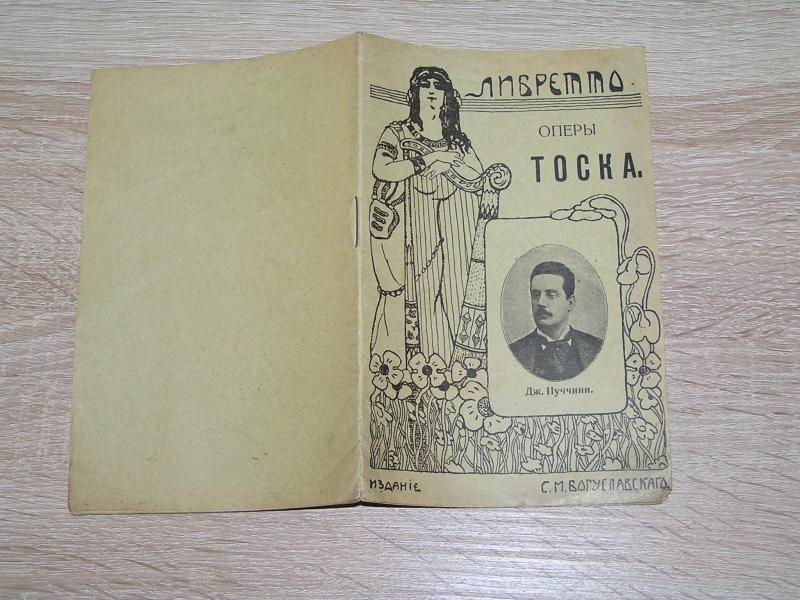 ЛИБРЕТТО
ОПЕРЫ
ТОСКА.
Дж. Пуччини.
ИЗДАНІЕ С.М. БОГУСЛАВСКАГО